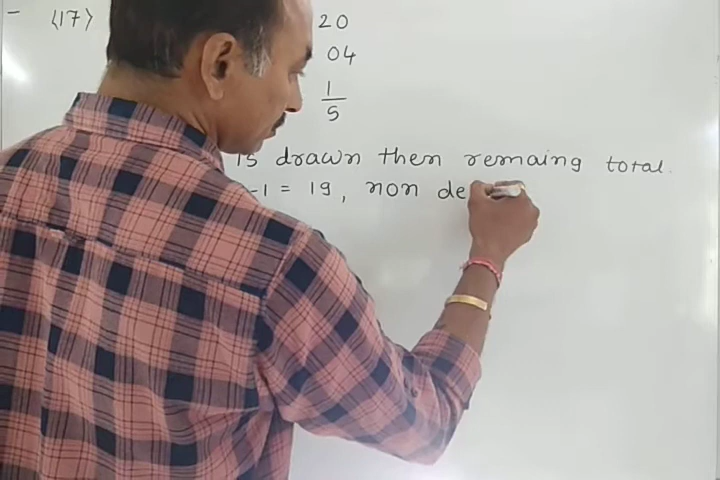 - <17> 20
04
1
5
is drawn then remaing total
-1 = 19, non de